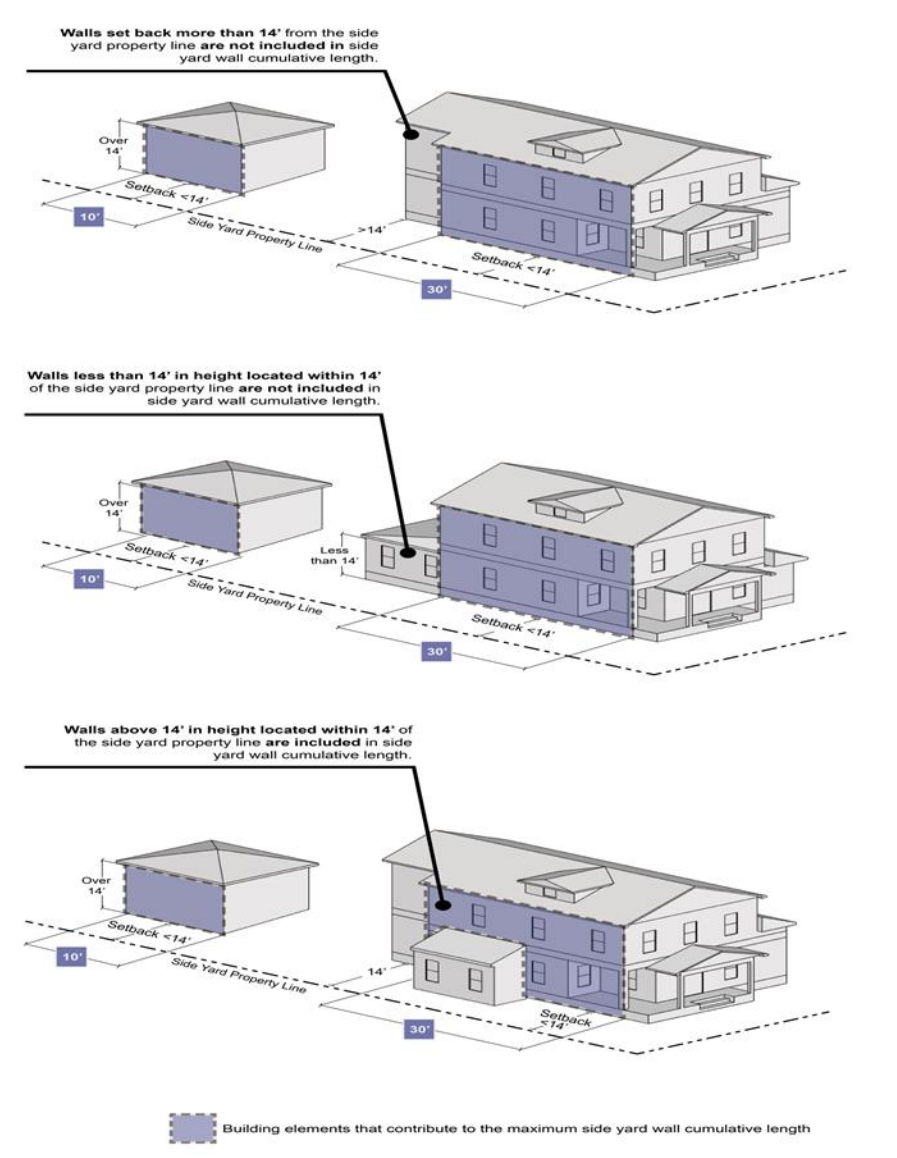 Walls set back more than 14' from the side
yard property line are not included in side
yard wall cumulative length.
Over
14'
Setback <14'
10'
Side Yard Property Line
>14'
Setback <14'
30'
Walls less than 14' in height located within 14'
of the side yard property line are not included in
side yard wall cumulative length.
Over
14'
Setback <14'
10'
Side Yard Property Line
Less
than 14'
Setback <14'
30'
Walls above 14' in height located within 14' of
the side yard property line are included in side
yard wall cumulative length.
Over
14'
Setback <14'
10'
Side Yard Property Line
14'
Setback
<14'
30'
Building elements that contribute to the maximum side yard wall cumulative length